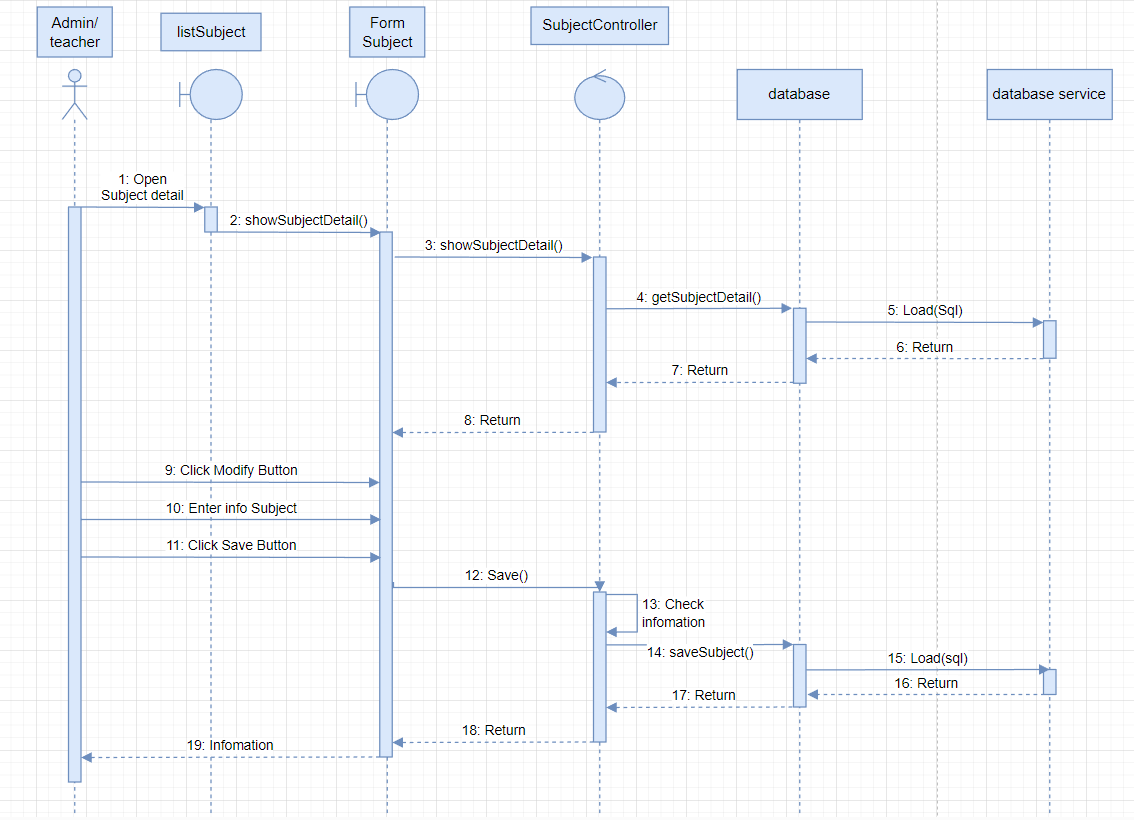 Admin/
teacher
listSubject
Form
Subject
SubjectController
database
database service
1: Open
Subject detail
2: showSubjectDetail()
3: showSubjectDetail()
4: getSubjectDetail()
5: Load(Sql)
6: Return
7: Return
8: Return
9: Click Modify Button
10: Enter info Subject
11: Click Save Button
12: Save()
13: Check
infomation
14: saveSubject()
15: Load(sql)
16: Return
17: Return
18: Return
19: Infomation